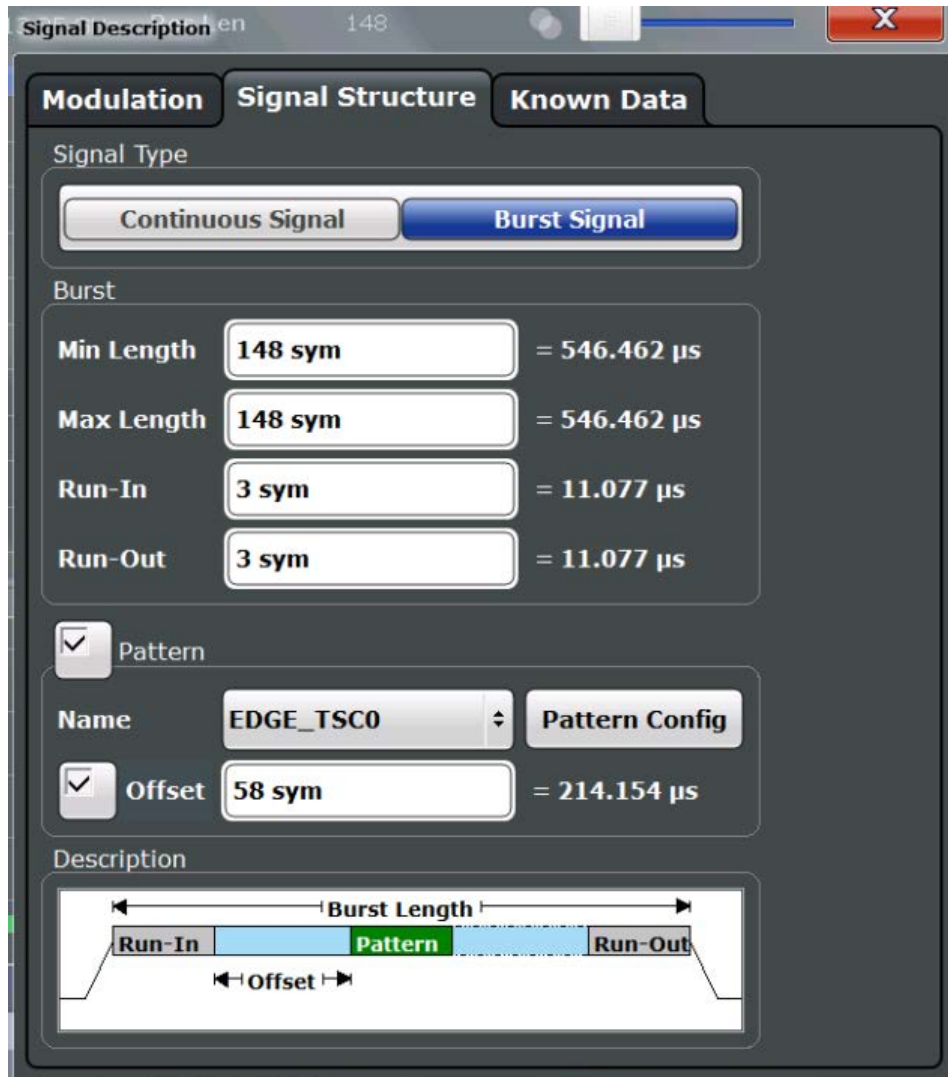 Signal Description en 148
X
Modulation Signal Structure Known Data
Signal Type
Continuous Signal Burst Signal
Burst
Min Length 148 sym = 546.462 µs
Max Length 148 sym = 546.462 µs
Run-In 3 sym = 11.077 µs
Run-Out 3 sym = 11.077 µs
Pattern
Name EDGE_TSC0 Pattern Config
Offset 58 sym = 214.154 µs
Description
Burst Length
Run-In Pattern Run-Out
Offset